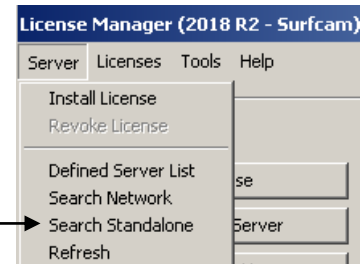 License Manager (2018 R2 - Surfcam)
Server Licenses Tools Help
Install License
Revoke License
Defined Server List
Search Network
se
Search Standalone
Server
Refresh